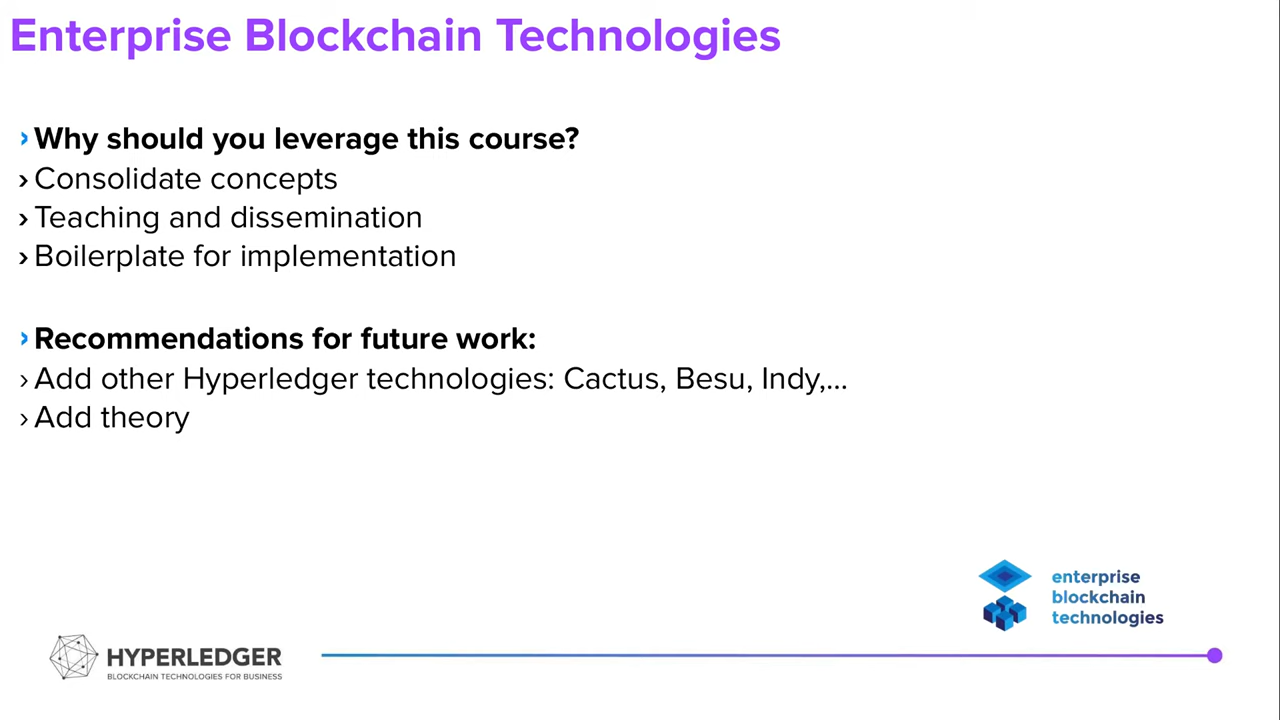 Enterprise Blockchain Technologies
› Why should you leverage this course?
› Consolidate concepts
› Teaching and dissemination
› Boilerplate for implementation
› Recommendations for future work:
› Add other Hyperledger technologies: Cactus, Besu, Indy,...
› Add theory
enterprise
blockchain
technologies
HYPERLEDGER
BLOCKCHAIN TECHNOLOGIES FOR BUSINESS